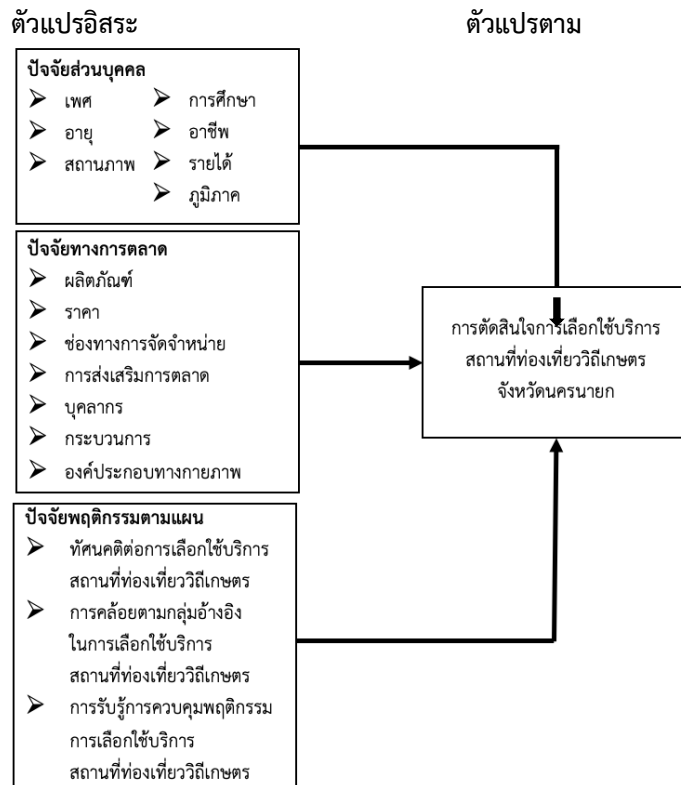 ตัวแปรอิสระ ตัวแปรตาม
ปัจจัยส่วนบุคคล
เพศ การศึกษา
อายุ อาชีพ
สถานภาพ รายได้
ภูมิภาค
ปัจจัยทางการตลาด
ผลิตภัณฑ์
ราคา
ช่องทางการจัดจำหน่าย
การส่งเสริมการตลาด
บุคลากร
กระบวนการ
องค์ประกอบทางกายภาพ
การตัดสินใจการเลือกใช้บริการ
สถานที่ท่องเที่ยววิถีเกษตร
จังหวัดนครนายก
ปัจจัยพฤติกรรมตามแผน
ทัศนคติต่อการเลือกใช้บริการ
สถานที่ท่องเที่ยววิถีเกษตร
การคล้อยตามกลุ่มอ้างอิง
ในการเลือกใช้บริการ
สถานที่ท่องเที่ยววิถีเกษตร
การรับรู้การควบคุมพฤติกรรม
การเลือกใช้บริการ
สถานที่ท่องเที่ยววิถีเกษตร